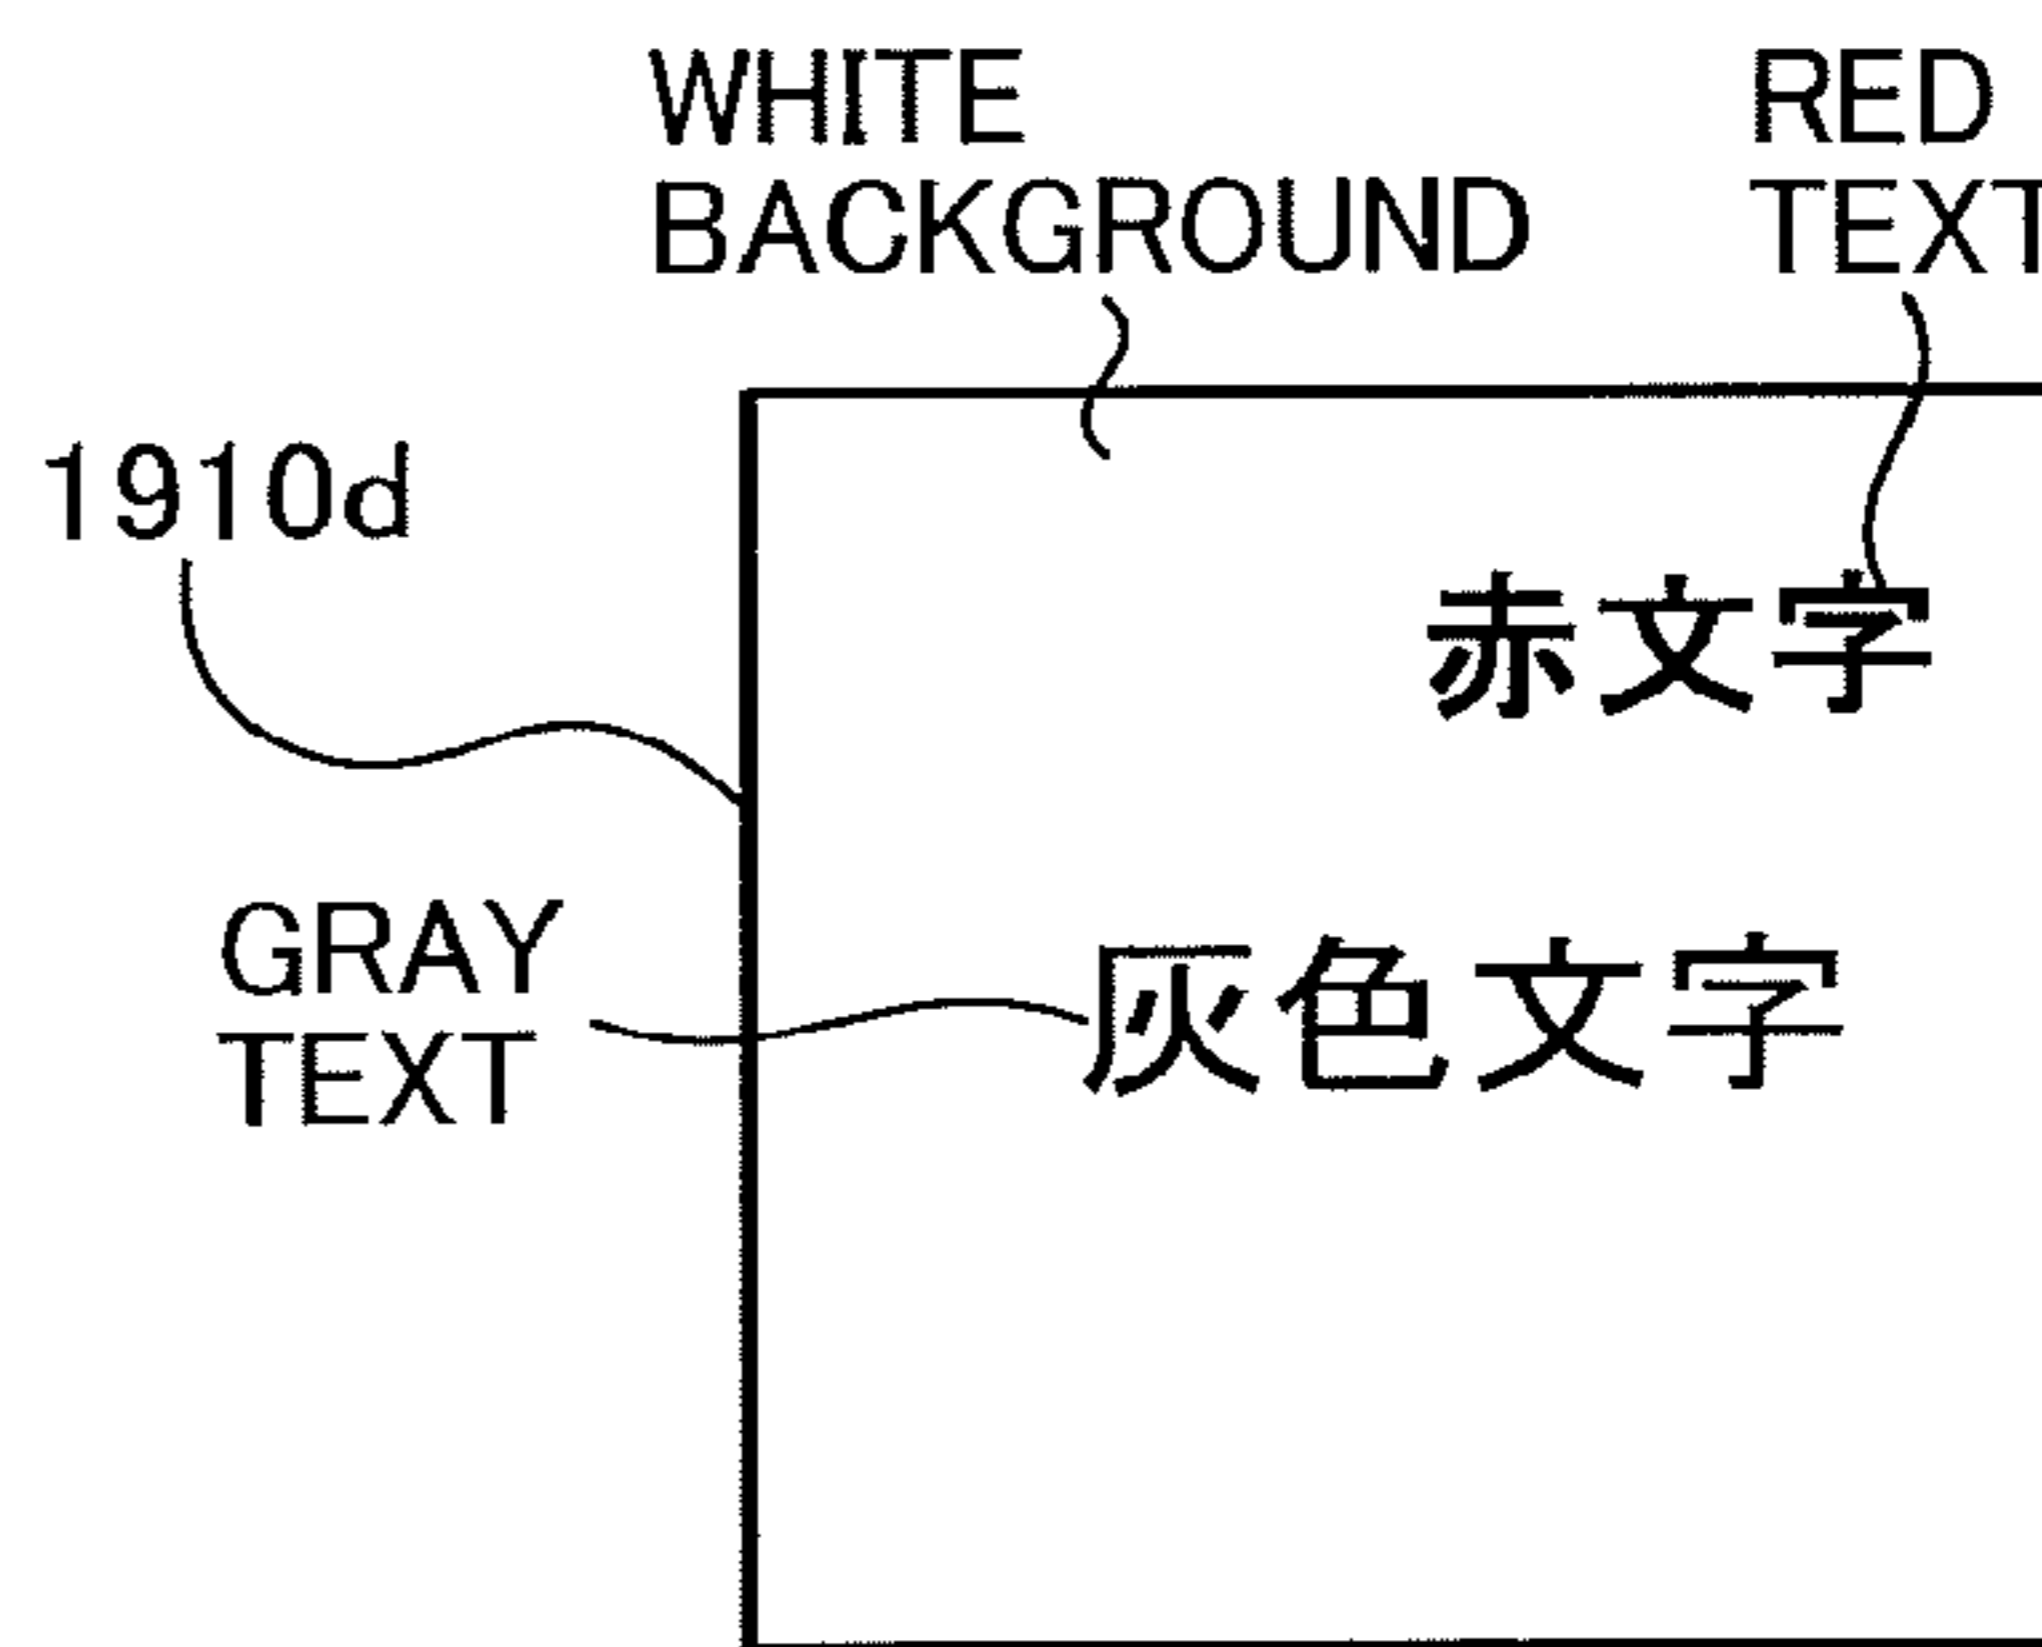 WHITE
BACKGROUND
RED
TEXT
1910d
赤文字
GRAY
TEXT
灰色文字